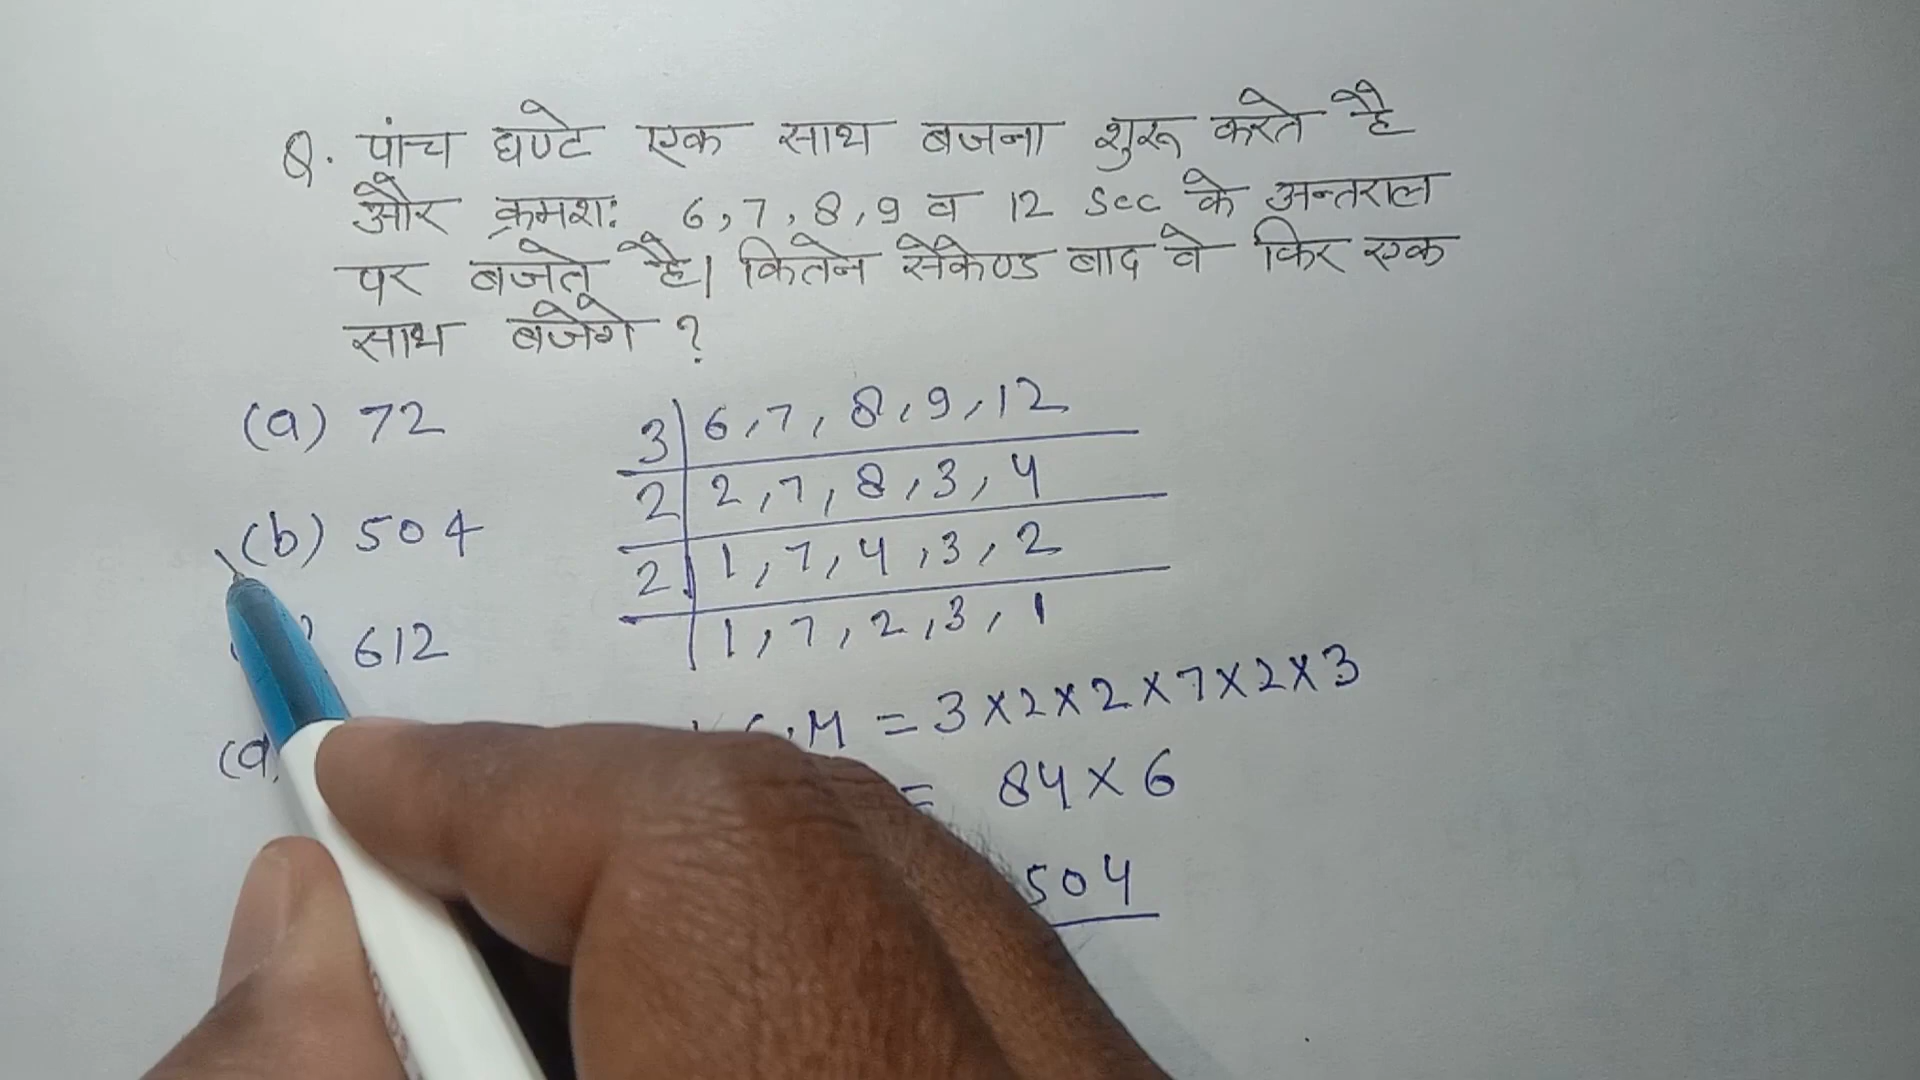 Q. पांच घण्टे एक साथ बजना शुरू करते है
और क्रमश: 6, 7, 8, 9 व 12 Sec के अन्तराल
पर बजते है। कितने सैकेण्ड बाद वे फिर एक
साथ बजेगे ?
(a) 72
(b) 504
612
(d
3 6, 7, 8, 9, 12
2 2, 7, 8, 3, 4
2 1, 7, 4, 3, 2
1, 7, 2, 3, 1
.M = 3×2×2×7×2×3
= 84×6
504